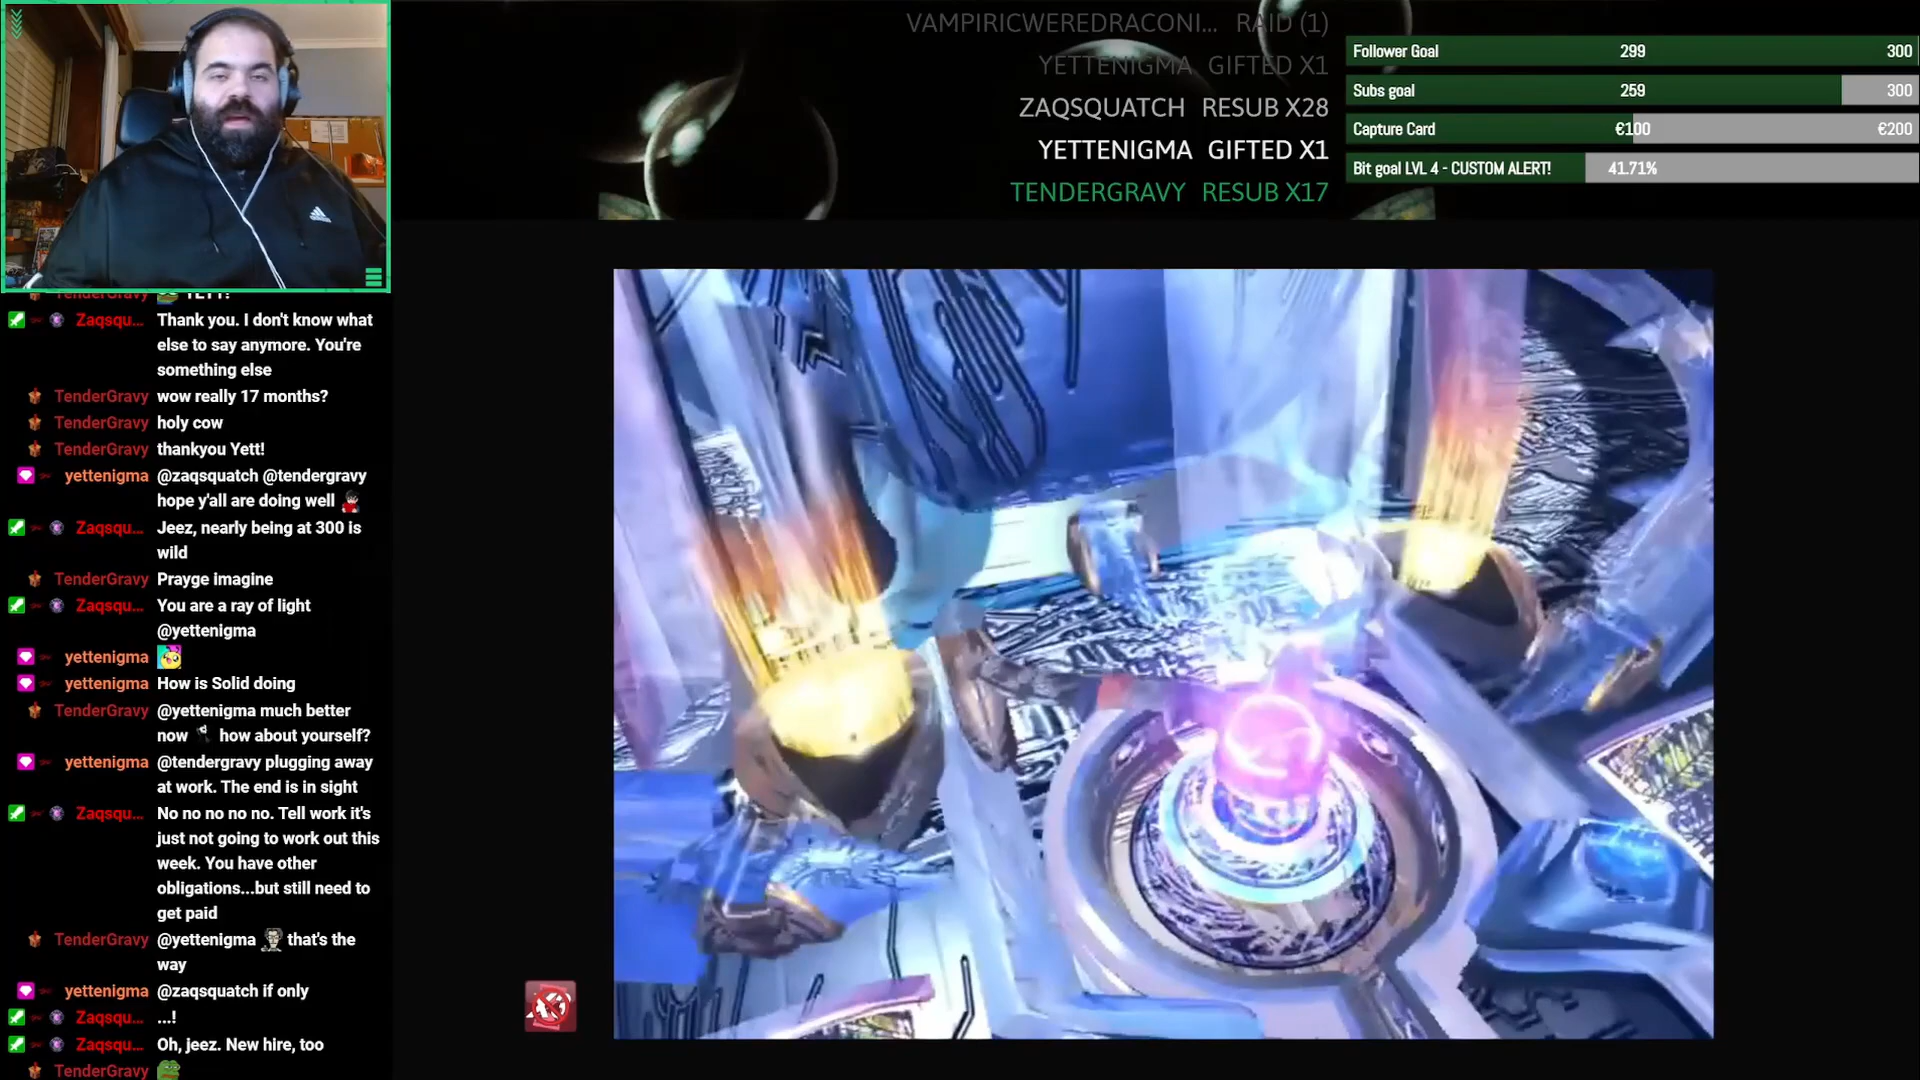 VAMPIRICWEREDRACONI... RAID (1)
YETTENIGMA GIFTED X1
ZAQSQUATCH RESUB X28
YETTENIGMA GIFTED X1
TENDERGRAVY RESUB X17
Follower Goal 299 300
Subs goal 259 300
Capture Card €100 €200
Bit goal LVL 4 - CUSTOM ALERT! 41.71%
TenderGravy YETT!
Zaqsqu... Thank you. I don't know what
else to say anymore. You're
something else
TenderGravy wow really 17 months?
TenderGravy holy cow
TenderGravy thankyou Yett!
yettenigma @zaqsquatch @tendergravy
hope y'all are doing well
Zaqsqu... Jeez, nearly being at 300 is
wild
TenderGravy Prayge imagine
Zaqsqu... You are a ray of light
@yettenigma
yettenigma
yettenigma How is Solid doing
TenderGravy @yettenigma much better
now how about yourself?
yettenigma @tendergravy plugging away
at work. The end is in sight
Zaqsqu... No no no no no. Tell work it's
just not going to work out this
week. You have other
obligations...but still need to
get paid
TenderGravy @yettenigma that's the
way
yettenigma @zaqsquatch if only
Zaqsqu... ...!
Zaqsqu... Oh, jeez. New hire, too
TenderGravy